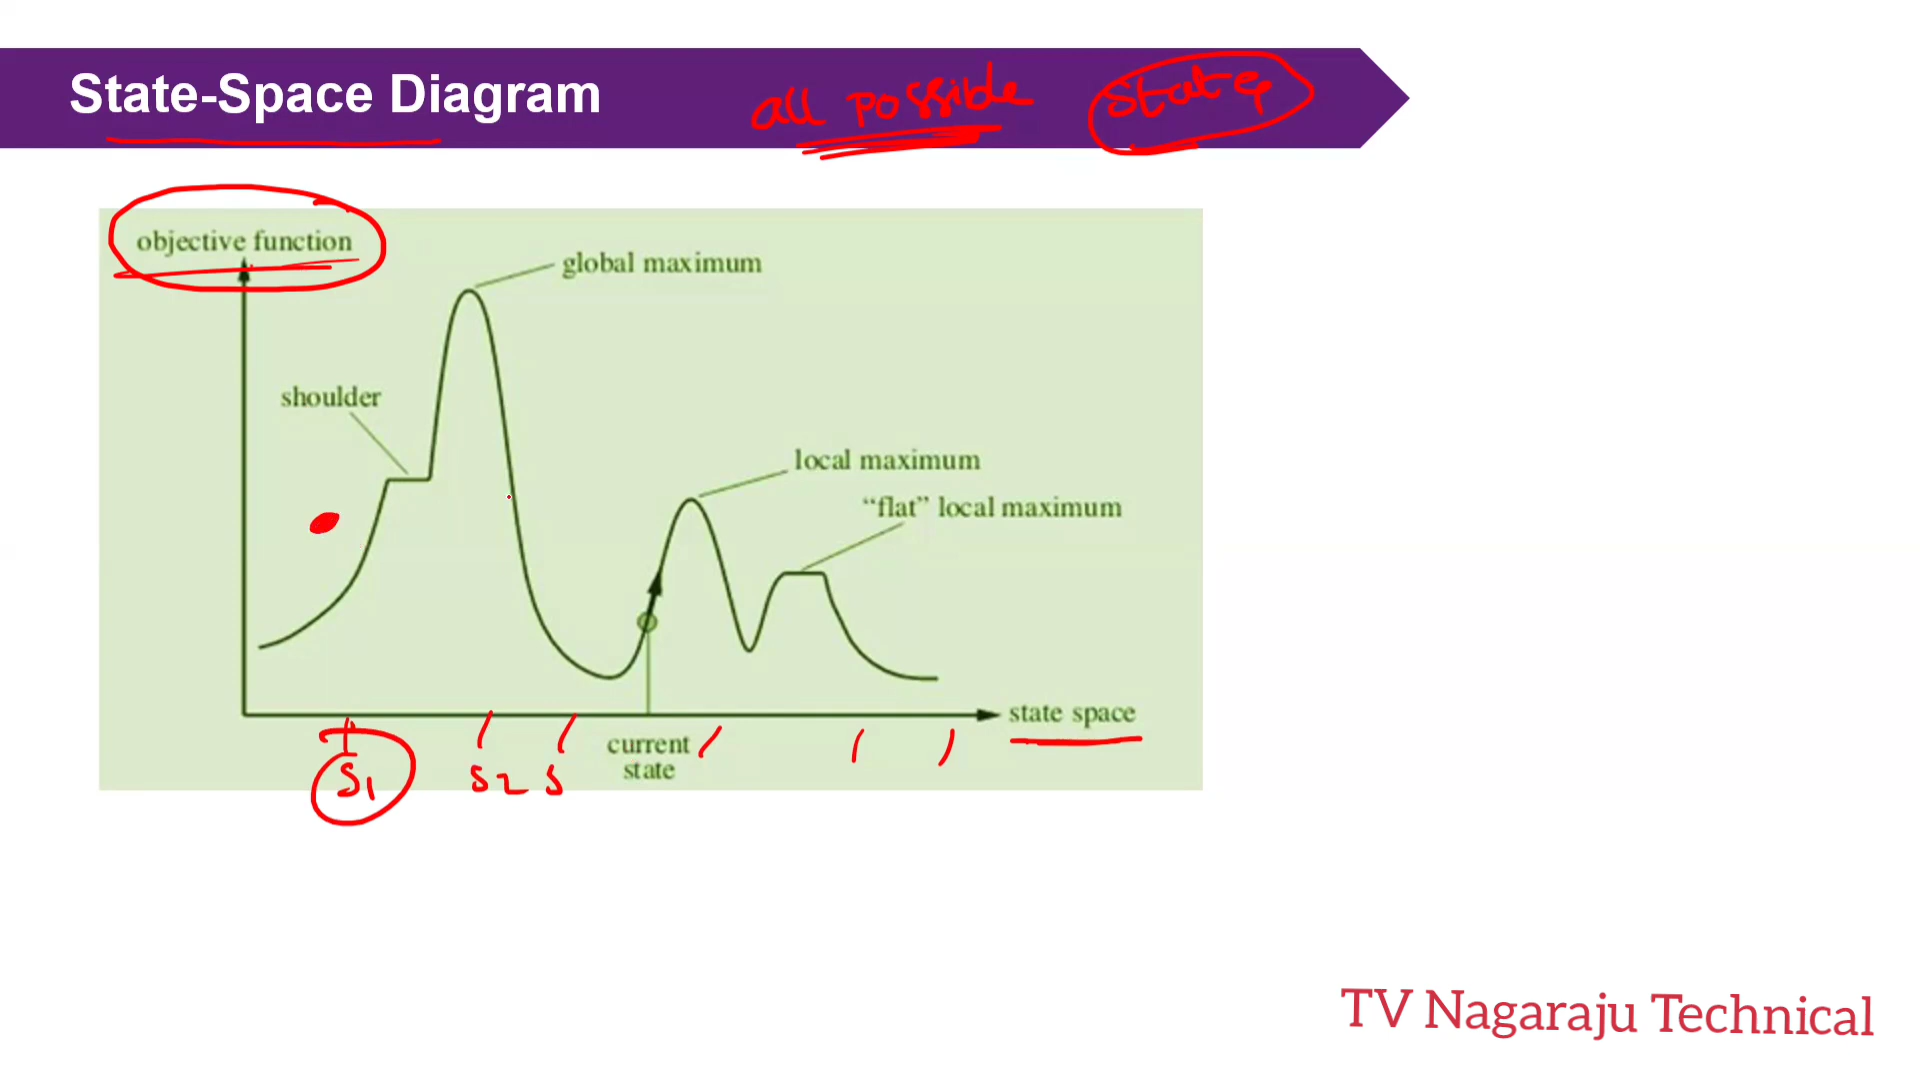 State-Space Diagram
all possible
objective function
global maximum
shoulder
local maximum
“flat” local maximum
state space
current
state
S1
S2
S
TV Nagaraju Technical